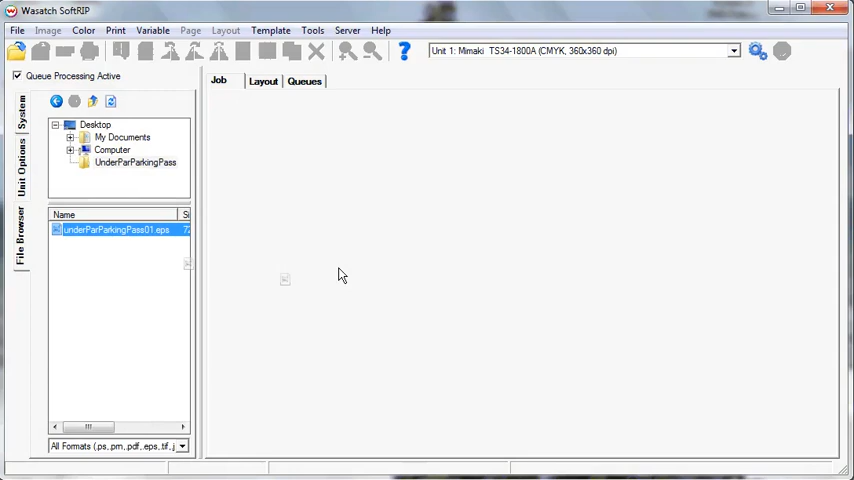 Wasatch SoftRIP
File Image Color Print Variable Page Layout Template Tools Server Help
Unit 1: Mimaki TS34-1800A (CMYK, 360x360 dpi)
Queue Processing Active
Job Layout Queues
System
Unit Options
File Browser
Desktop
My Documents
Computer
UnderParParkingPass
Name
underParParkingPass01.eps
All Formats (.ps,.prn,.pdf,.eps,.tif,.j